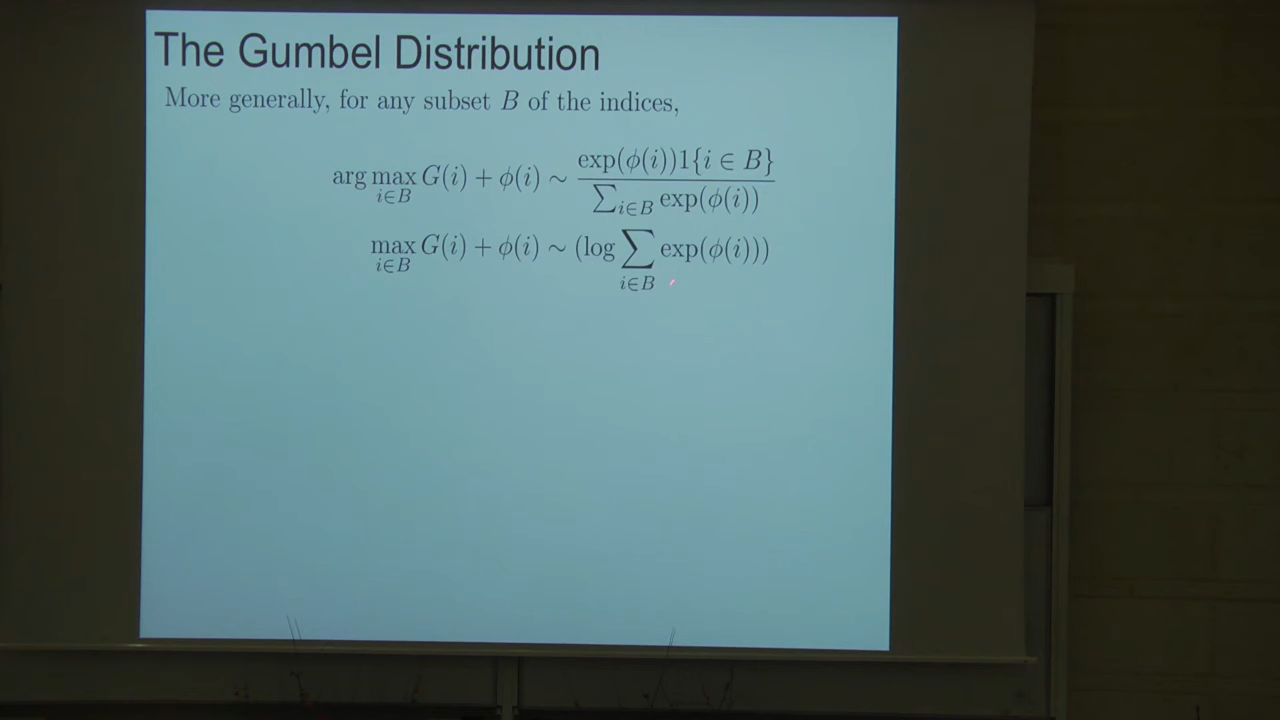 The Gumbel Distribution
More generally, for any subset B of the indices,
arg max_{i∈B} G(i) + ϕ(i) ∼ \frac{exp(ϕ(i))1{i ∈ B}}{∑_{i∈B} exp(ϕ(i))}
max_{i∈B} G(i) + ϕ(i) ∼ (log ∑_{i∈B} exp(ϕ(i)))